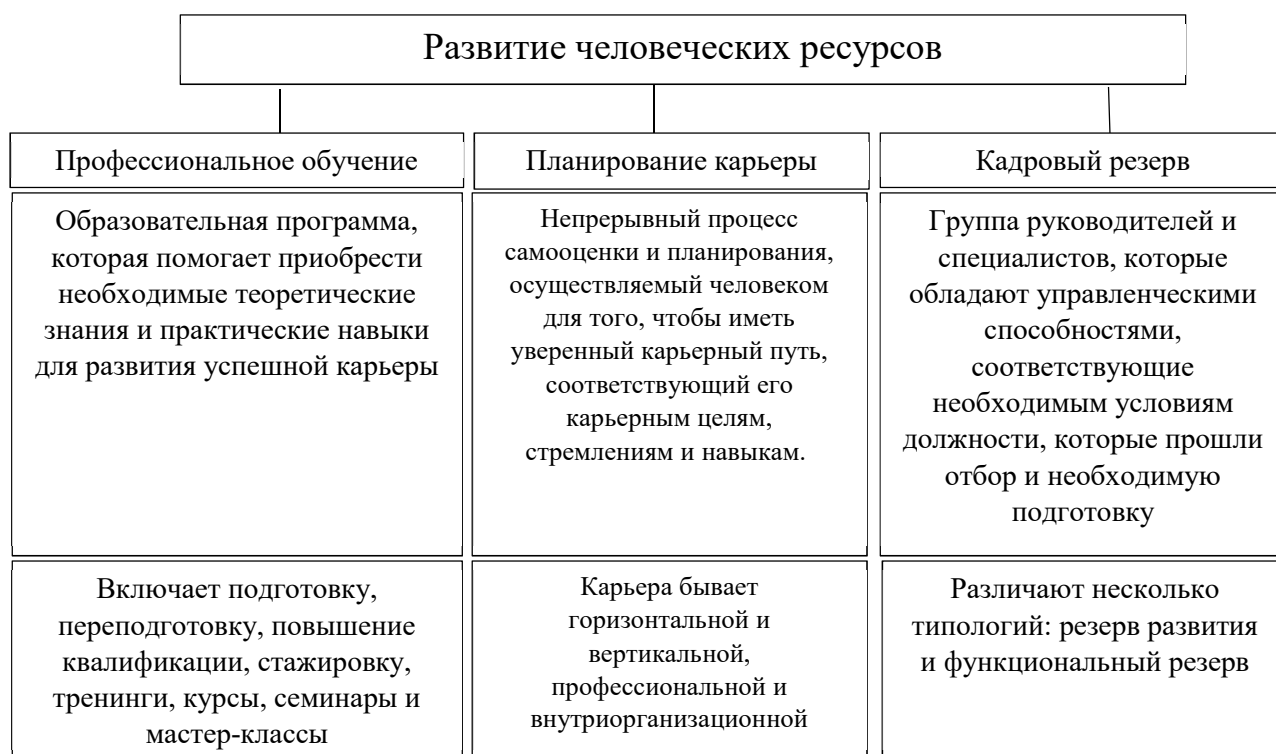 Развитие человеческих ресурсов
Профессиональное обучение
Планирование карьеры
Кадровый резерв
Образовательная программа,
которая помогает приобрести
необходимые теоретические
знания и практические навыки
для развития успешной карьеры
Непрерывный процесс
самооценки и планирования,
осуществляемый человеком
для того, чтобы иметь
уверенный карьерный путь,
соответствующий его
карьерным целям,
стремлениям и навыкам.
Группа руководителей и
специалистов, которые
обладают управленческими
способностями,
соответствующие
необходимым условиям
должности, которые прошли
отбор и необходимую
подготовку
Включает подготовку,
переподготовку, повышение
квалификации, стажировку,
тренинги, курсы, семинары и
мастер-классы
Карьера бывает
горизонтальной и
вертикальной,
профессиональной и
внутриорганизационной
Различают несколько
типологий: резерв развития
и функциональный резерв